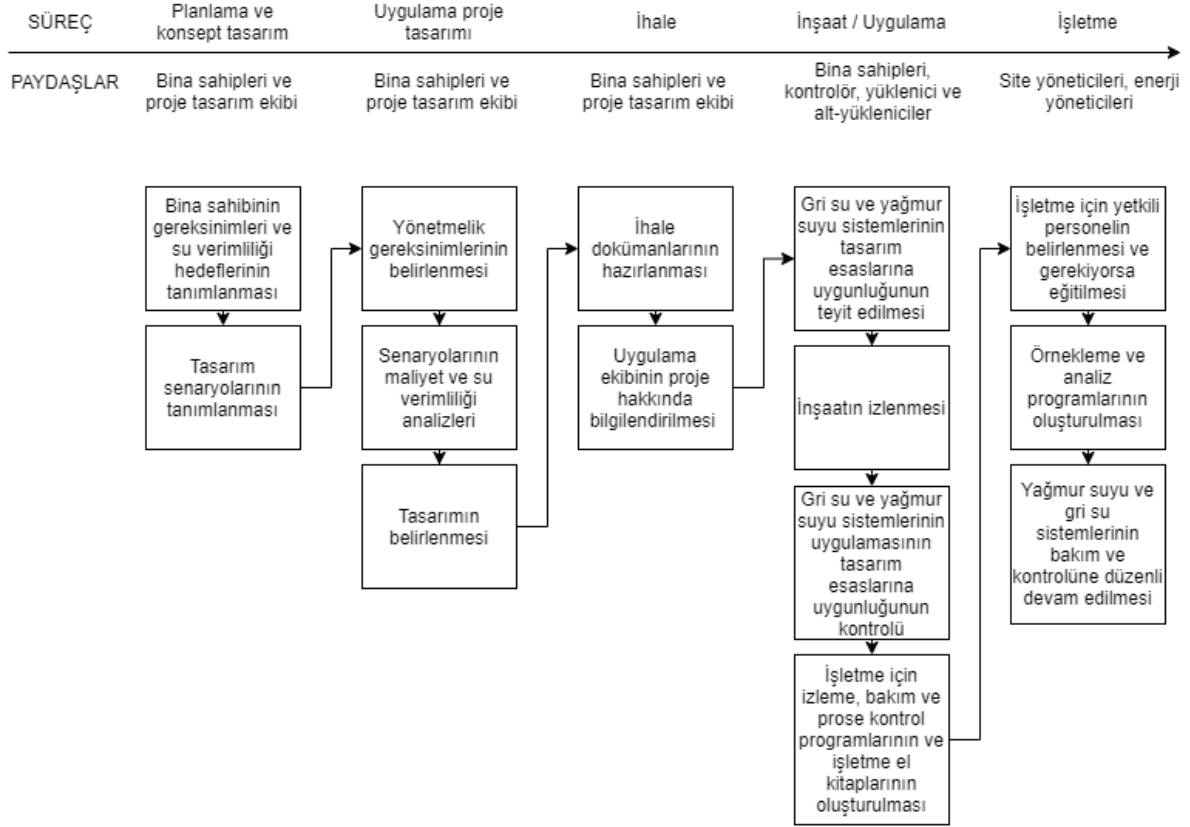 SÜREÇ
Planlama ve
konsept tasarım
Uygulama proje
tasarımı
İhale
İnşaat / Uygulama
İşletme
PAYDAŞLAR
Bina sahipleri ve
proje tasarım ekibi
Bina sahipleri ve
proje tasarım ekibi
Bina sahipleri ve
proje tasarım ekibi
Bina sahipleri,
kontrolör, yüklenici ve
alt-yükleniciler
Site yöneticileri, enerji
yöneticileri
Bina sahibinin
gereksinimleri ve
su verimliliği
hedeflerinin
tanımlanması
Tasarım
senaryolarının
tanımlanması
Yönetmelik
gereksinimlerinin
belirlenmesi
Senaryolarının
maliyet ve su
verimliliği
analizleri
Tasarımın
belirlenmesi
İhale
dokümanlarının
hazırlanması
Uygulama
ekibinin proje
hakkında
bilgilendirilmesi
Gri su ve yağmur
suyu sistemlerinin
tasarım
esaslarına
uygunluğunun
teyit edilmesi
İnşaatın izlenmesi
Gri su ve yağmur
suyu sistemlerinin
uygulamasının
tasarım
esaslarına
uygunluğunun
kontrolü
İşletme için
izleme, bakım ve
prose kontrol
programlarının ve
işletme el
kitaplarının
oluşturulması
İşletme için yetkili
personelin
belirlenmesi ve
gerekiyorsa
eğitilmesi
Örnekleme ve
analiz
programlarının
oluşturulması
Yağmur suyu ve
gri su
sistemlerinin
bakım ve
kontrolüne düzenli
devam edilmesi